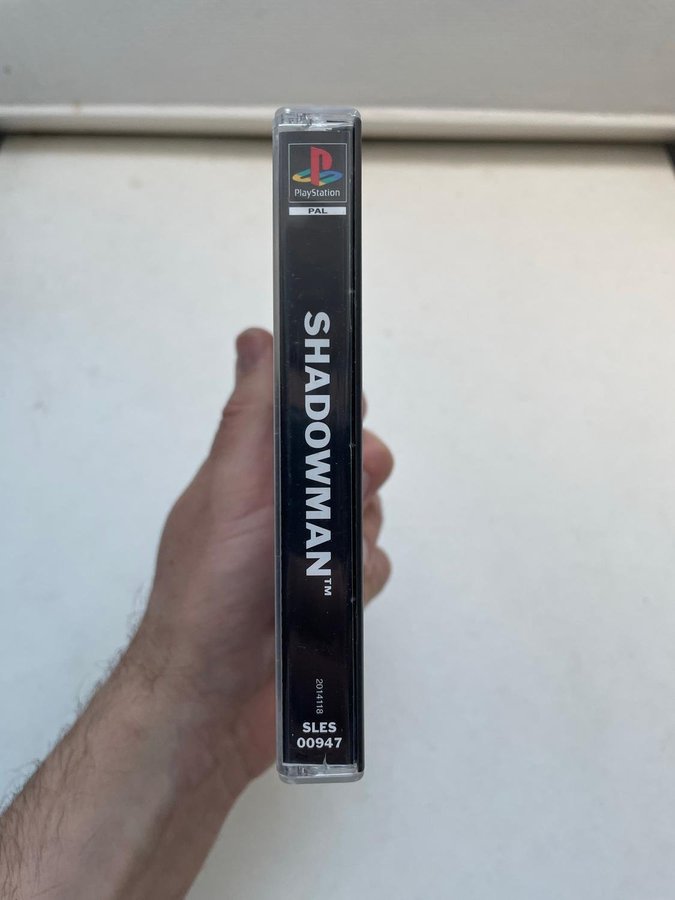 PlayStation
PAL
SHADOWMAN™
2014118
SLES
00947